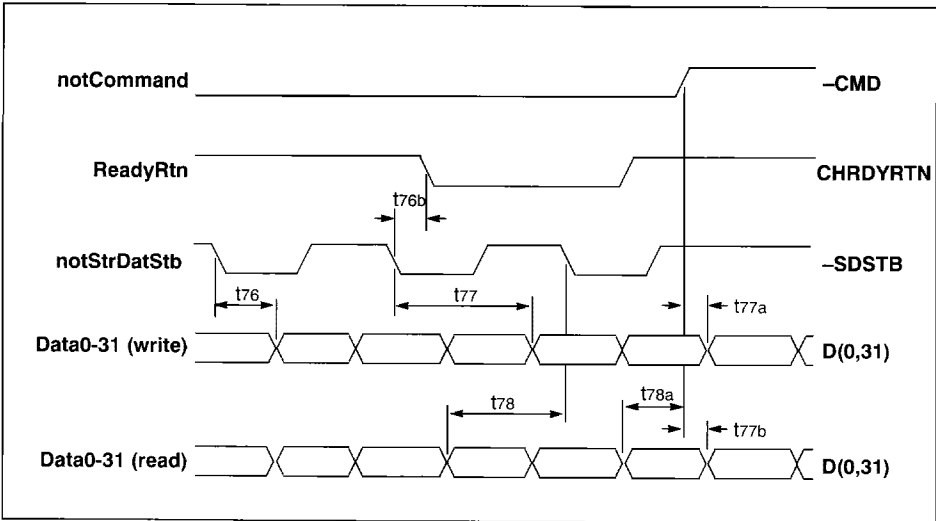 notCommand –CMD
ReadyRtn CHRDYRTN
t76b
notStrDatStb –SDSTB
t76 t77 t77a
Data0-31 (write) D(0,31)
t78 t78a
t77b
Data0-31 (read) D(0,31)